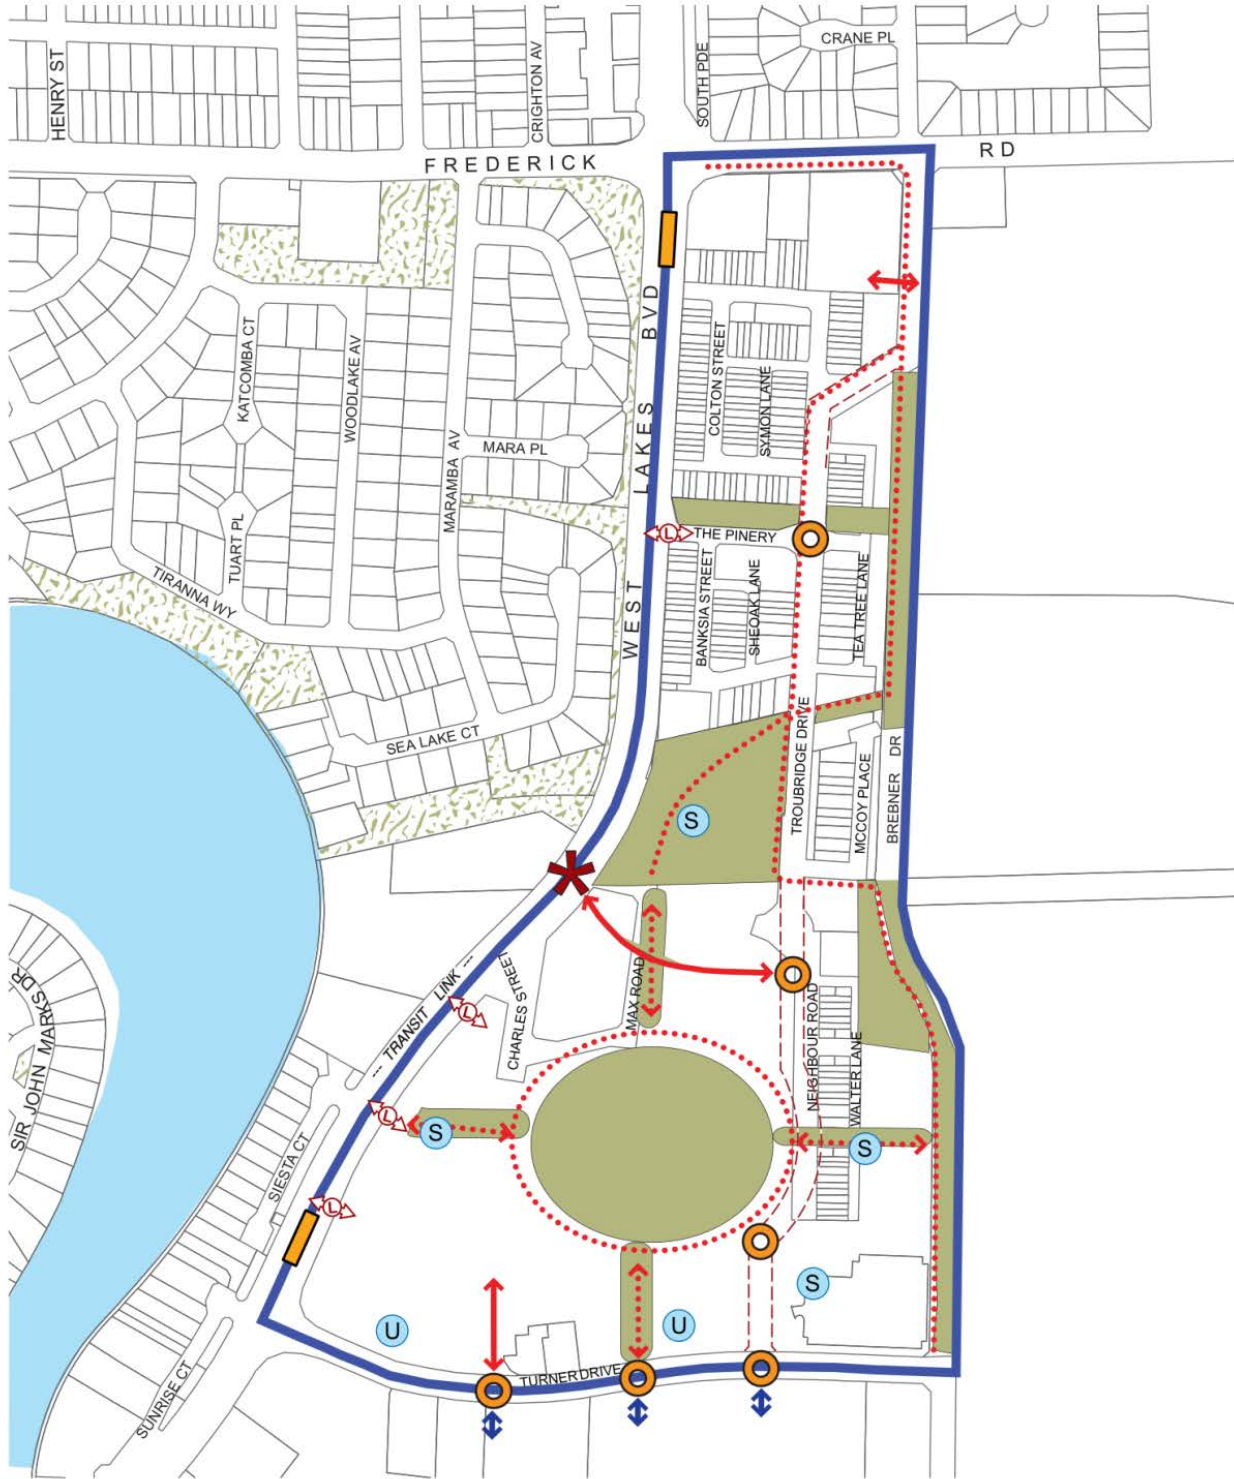 HENRY ST
CRIGHTON AV
SOUTH PDE
CRANE PL
FREDERICK
RD
KATCOMBA CT
WOODLAKE AV
MARAMBA AV
MARA PL
TUART PL
TIRANNA WY
SEA LAKE CT
WEST LAKES BVD
COLTON STREET
SYMON LANE
L
THE PINERY
BANKSIA STREET
SHEOAK LANE
TEA TREE LANE
TROUBRIDGE DRIVE
MCCOY PLACE
BREBNER DR
S
SIR JOHN MARKS DR
--- TRANSIT LINK ---
CHARLES STREET
MAX ROAD
NEIGHBOUR ROAD
WALTER LANE
L
L
S
S
SIESTA CT
L
S
U
U
TURNER DRIVE
SUNRISE CT